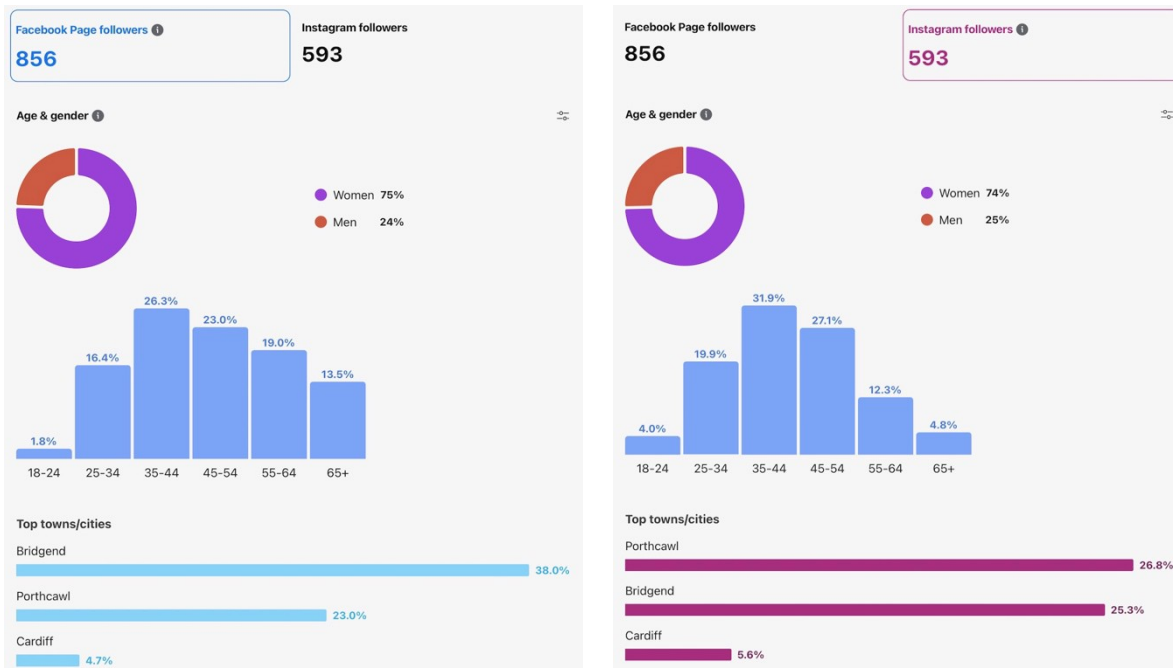 Facebook Page followers
856
Instagram followers
593
Age & gender
Women 75%
Men 24%
1.8%
16.4%
26.3%
23.0%
19.0%
13.5%
18-24 25-34 35-44 45-54 55-64 65+
Top towns/cities
Bridgend
38.0%
Porthcawl
23.0%
Cardiff
4.7%
Facebook Page followers
856
Instagram followers
593
Age & gender
Women 74%
Men 25%
4.0%
19.9%
31.9%
27.1%
12.3%
4.8%
18-24 25-34 35-44 45-54 55-64 65+
Top towns/cities
Porthcawl
26.8%
Bridgend
25.3%
Cardiff
5.6%